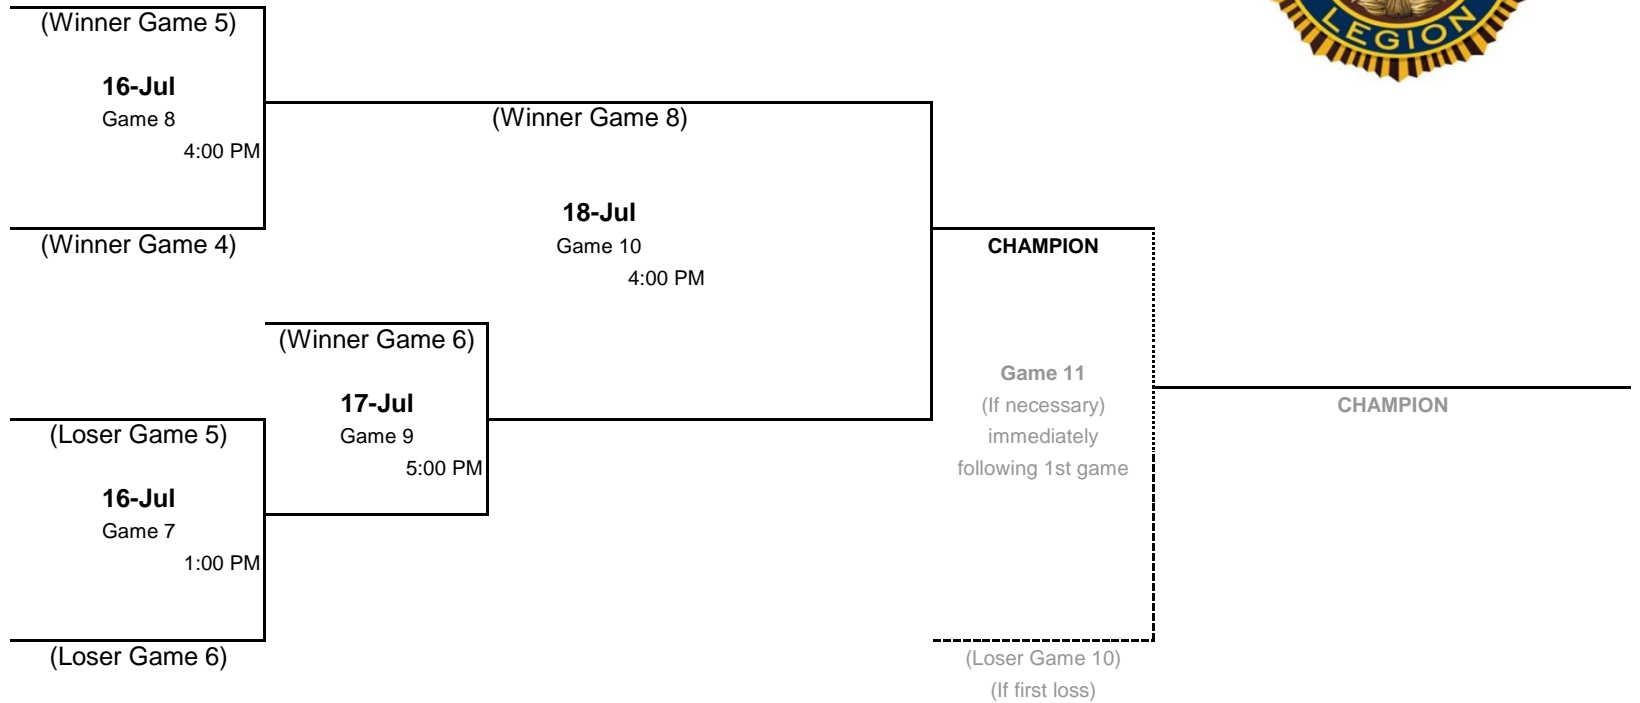 LEGION
(Winner Game 5)
16-Jul
Game 8
4:00 PM
(Winner Game 4)
(Winner Game 8)
18-Jul
Game 10
4:00 PM
CHAMPION
(Winner Game 6)
17-Jul
Game 9
5:00 PM
(Loser Game 5)
16-Jul
Game 7
1:00 PM
(Loser Game 6)
Game 11
(If necessary)
immediately
following 1st game
(Loser Game 10)
(If first loss)
CHAMPION